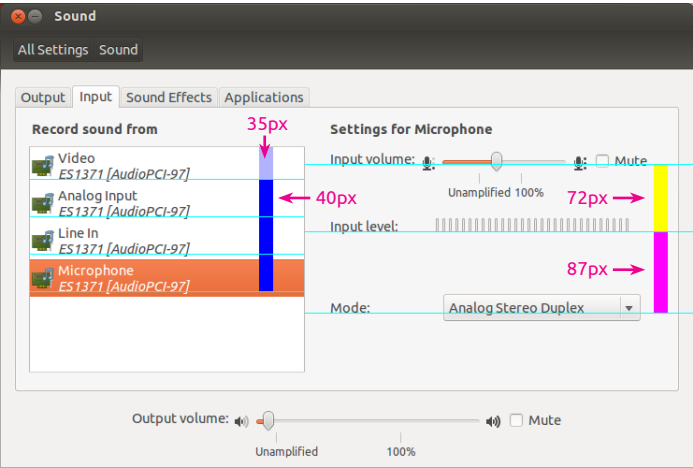 Sound
All Settings Sound
Output Input Sound Effects Applications
Record sound from
35px
Settings for Microphone
Video
ES1371 [AudioPCI-97]
Analog Input
ES1371 [AudioPCI-97]
Line In
ES1371 [AudioPCI-97]
Microphone
ES1371 [AudioPCI-97]
40px
Input volume:
Mute
Unamplified 100%
72px
Input level:
87px
Mode:
Analog Stereo Duplex
Output volume:
Mute
Unamplified
100%